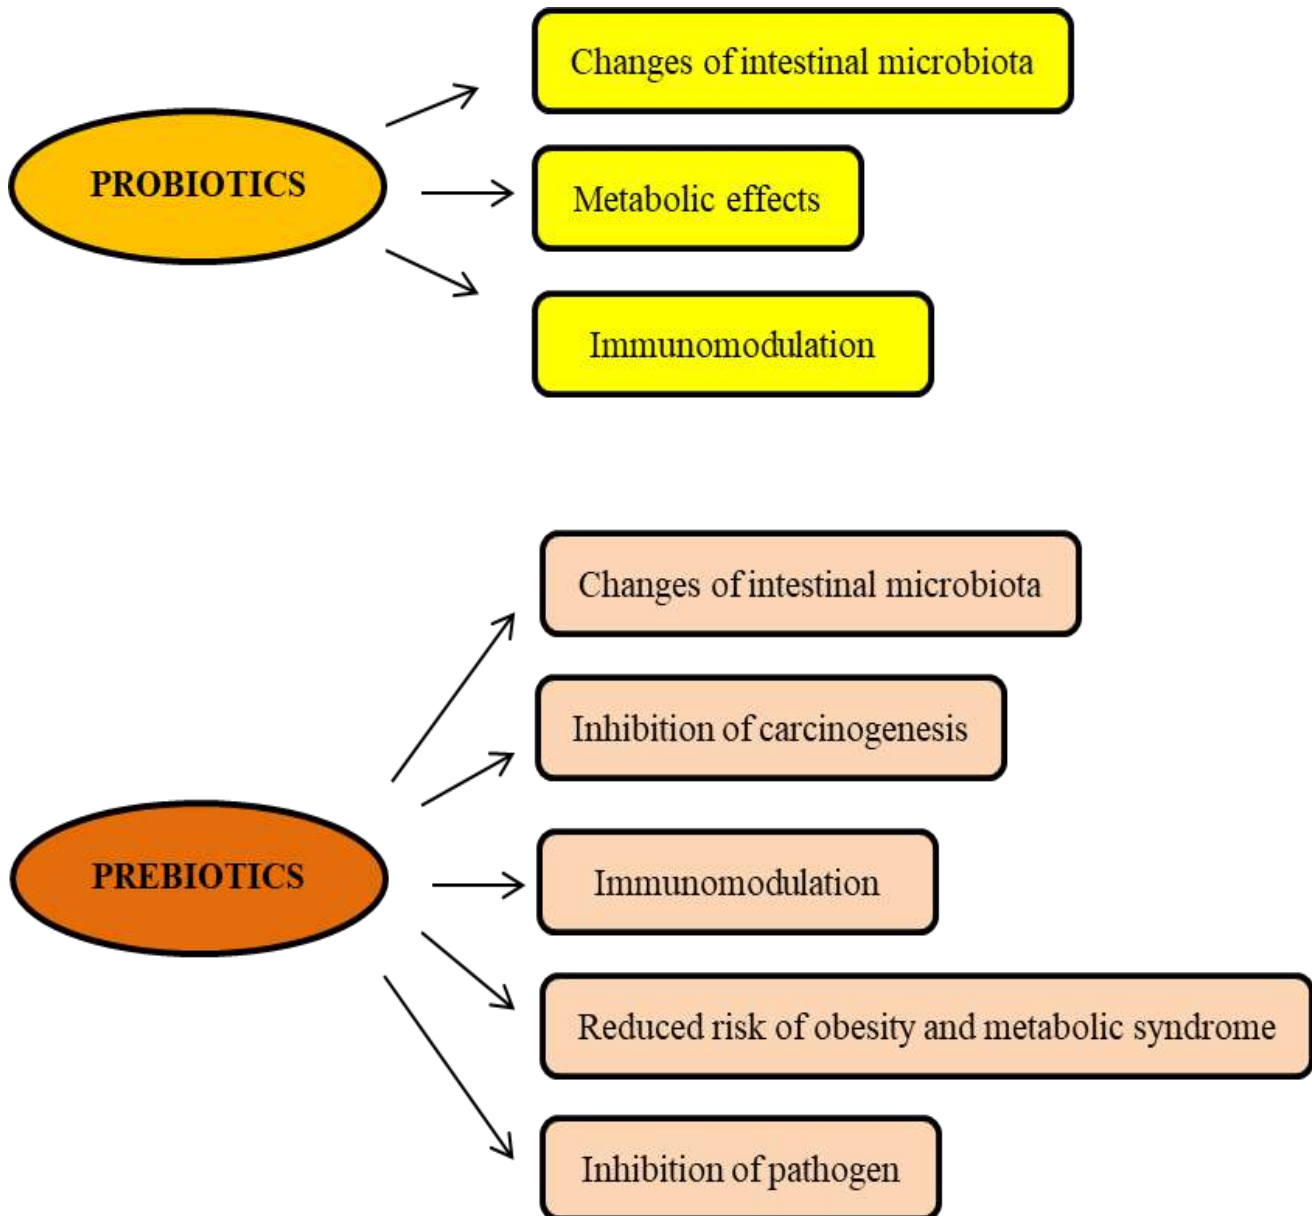 PROBIOTICS
Changes of intestinal microbiota
Metabolic effects
Immunomodulation
PREBIOTICS
Changes of intestinal microbiota
Inhibition of carcinogenesis
Immunomodulation
Reduced risk of obesity and metabolic syndrome
Inhibition of pathogen